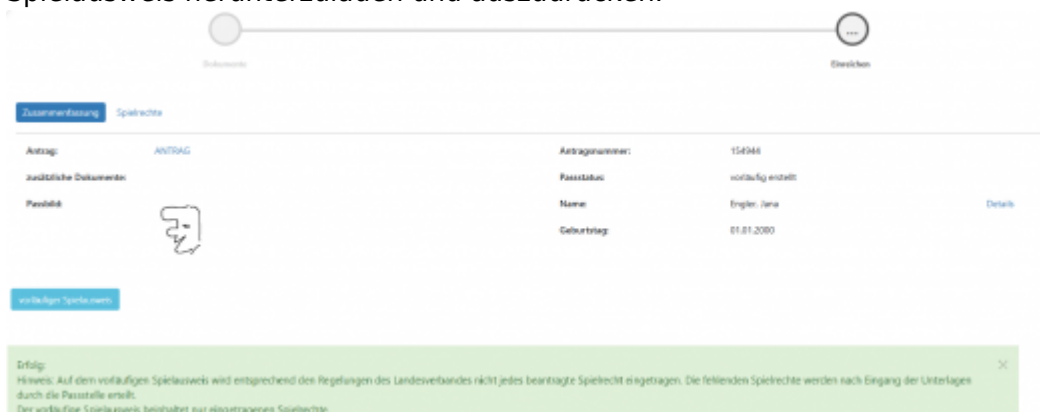 Spielausweis herunterzuladen und auszudrucken.
...
Dokumente Einreichen
Zusammenfassung Spielrechte
Antrag: ANTRAG Antragsnummer: 154944
zusätzliche Dokumente: Passstatus: vorläufig erstellt
Passbild: Name: Engler, Jana Details
Geburtstag: 01.01.2000
vorläufiger Spielausweis
Erfolg: ×
Hinweis: Auf dem vorläufigen Spielausweis wird entsprechend den Regelungen des Landesverbandes nicht jedes beantragte Spielrecht eingetragen. Die fehlenden Spielrechte werden nach Eingang der Unterlagen
durch die Passstelle erteilt.
Der vorläufige Spielausweis beinhaltet nur eingetragenen Spielrechte.